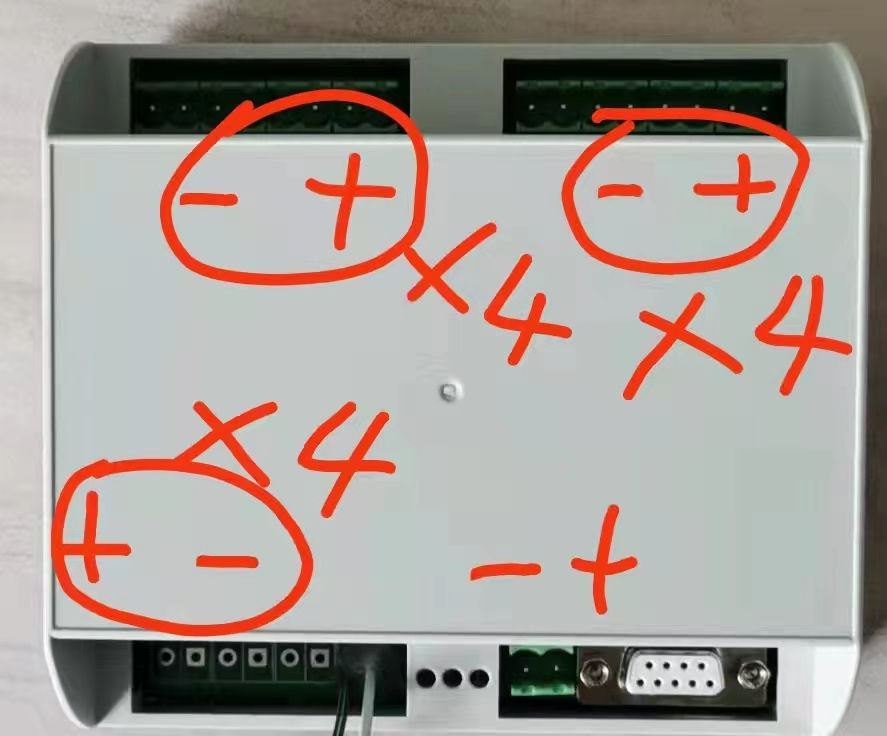 - + - +
×4 ×4
×4
+ - - +